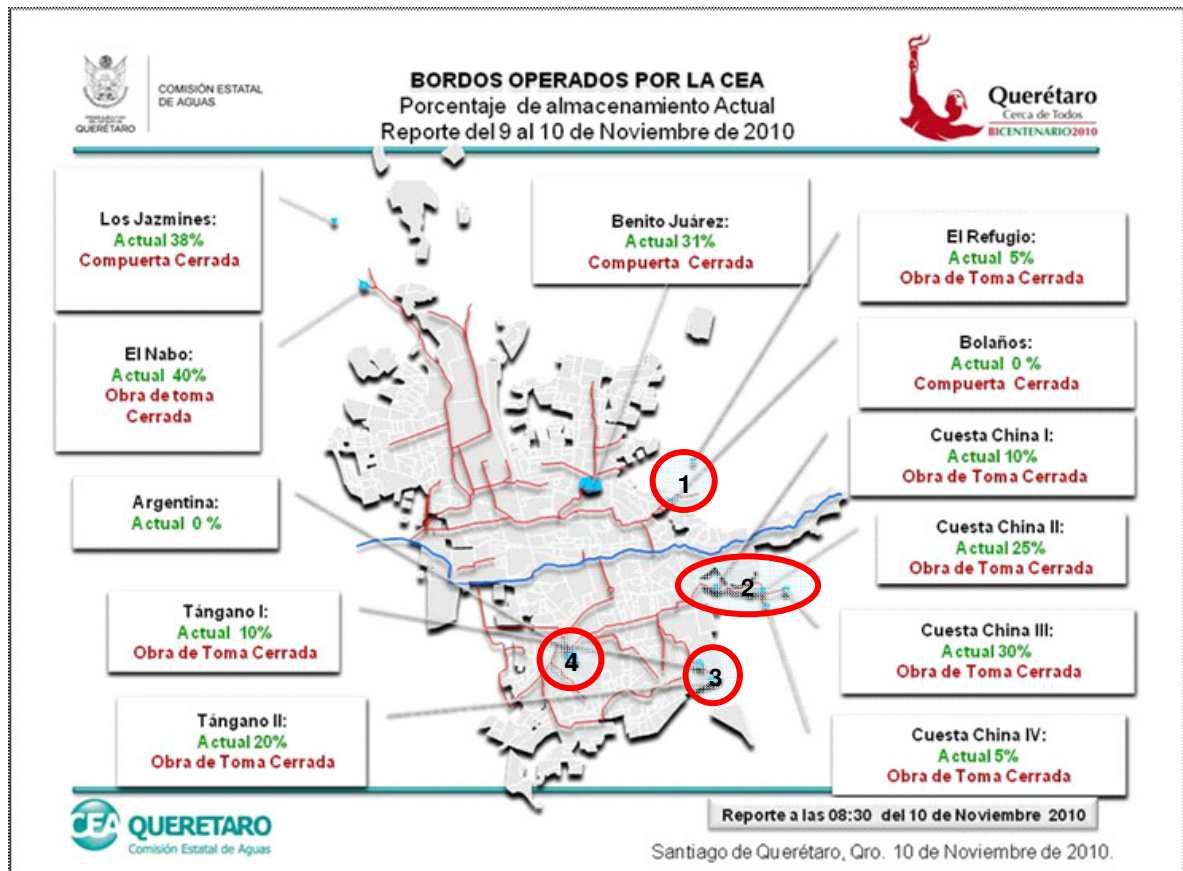 COMISIÓN ESTATAL
DE AGUAS
QUERÉTARO
BORDOS OPERADOS POR LA CEA
Porcentaje de almacenamiento Actual
Reporte del 9 al 10 de Noviembre de 2010
Querétaro
Cerca de Todos
BICENTENARIO2010
Los Jazmines:
Actual 38%
Compuerta Cerrada
Benito Juárez:
Actual 31%
Compuerta Cerrada
El Refugio:
Actual 5%
Obra de Toma Cerrada
El Nabo:
Actual 40%
Obra de toma
Cerrada
Bolaños:
Actual 0 %
Compuerta Cerrada
Cuesta China I:
Actual 10%
Obra de Toma Cerrada
Argentina:
Actual 0 %
1
Cuesta China II:
Actual 25%
Obra de Toma Cerrada
2
Tángano I:
Actual 10%
Obra de Toma Cerrada
4
3
Cuesta China III:
Actual 30%
Obra de Toma Cerrada
Tángano II:
Actual 20%
Obra de Toma Cerrada
Cuesta China IV:
Actual 5%
Obra de Toma Cerrada
CEA QUERETARO
Comisión Estatal de Aguas
Reporte a las 08:30 del 10 de Noviembre 2010
Santiago de Querétaro, Qro. 10 de Noviembre de 2010.